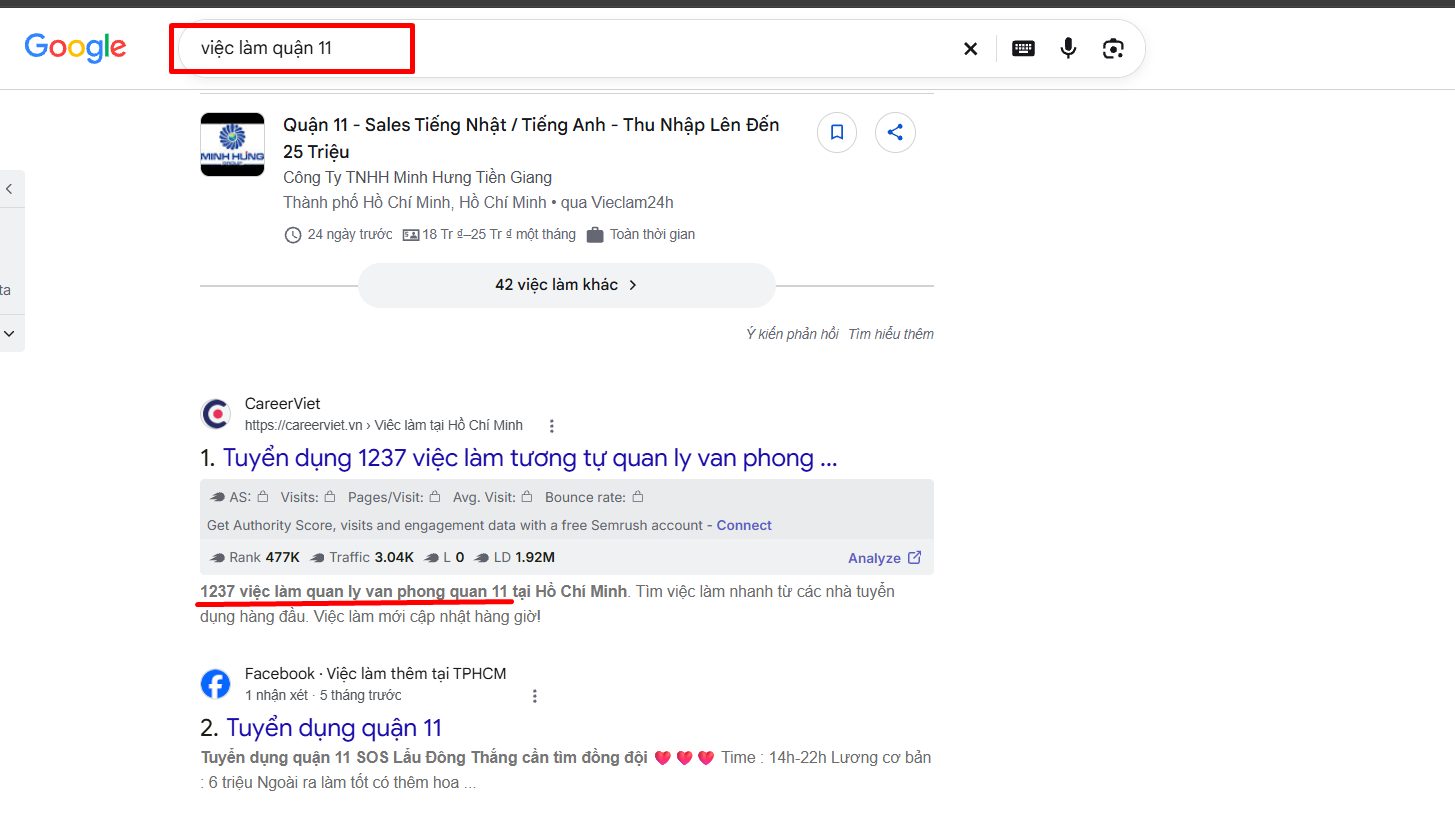 Google
việc làm quận 11
MINH HƯNG
GROUP
Quận 11 - Sales Tiếng Nhật / Tiếng Anh - Thu Nhập Lên Đến
25 Triệu
Công Ty TNHH Minh Hưng Tiền Giang
Thành phố Hồ Chí Minh, Hồ Chí Minh • qua Vieclam24h
24 ngày trước 18 Tr ₫–25 Tr ₫ một tháng Toàn thời gian
ta
42 việc làm khác
Ý kiến phản hồi Tìm hiểu thêm
CareerViet
https://careerviet.vn › Việc làm tại Hồ Chí Minh
1. Tuyển dụng 1237 việc làm tương tự quan ly van phong ...
AS: Visits: Pages/Visit: Avg. Visit: Bounce rate:
Get Authority Score, visits and engagement data with a free Semrush account - Connect
Rank 477K Traffic 3.04K L 0 LD 1.92M Analyze
1237 việc làm quan ly van phong quan 11 tại Hồ Chí Minh. Tìm việc làm nhanh từ các nhà tuyển
dụng hàng đầu. Việc làm mới cập nhật hàng giờ!
Facebook · Việc làm thêm tại TPHCM
1 nhận xét · 5 tháng trước
2. Tuyển dụng quận 11
Tuyển dụng quận 11 SOS Lẩu Đông Thắng cần tìm đồng đội ❤️ ❤️ ❤️ Time : 14h-22h Lương cơ bản
: 6 triệu Ngoài ra làm tốt có thêm hoa ...